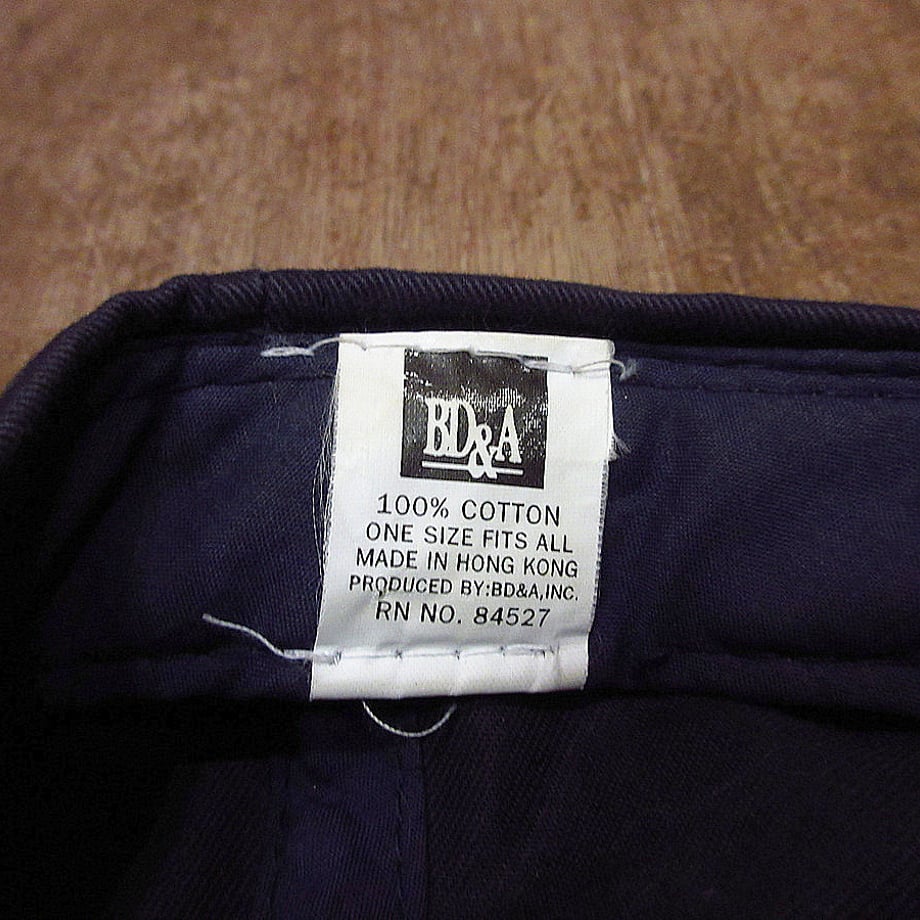 BD&A
100% COTTON
ONE SIZE FITS ALL
MADE IN HONG KONG
PRODUCED BY:BD&A,INC.
RN NO. 84527